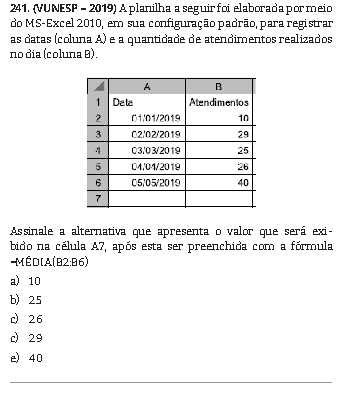 241. (VUNESP – 2019) A planilha a seguir foi elaborada por meio
do MS-Excel 2010, em sua configuração padrão, para registrar
as datas (coluna A) e a quantidade de atendimentos realizados
no dia (coluna B).
A B
1 Data Atendimentos
2 01/01/2019 10
3 02/02/2019 29
4 03/03/2019 25
5 04/04/2019 26
6 05/05/2019 40
7
Assinale a alternativa que apresenta o valor que será exi-
bido na célula A7, após esta ser preenchida com a fórmula
=MÉDIA(B2:B6)
a) 10
b) 25
c) 26
c) 29
e) 40